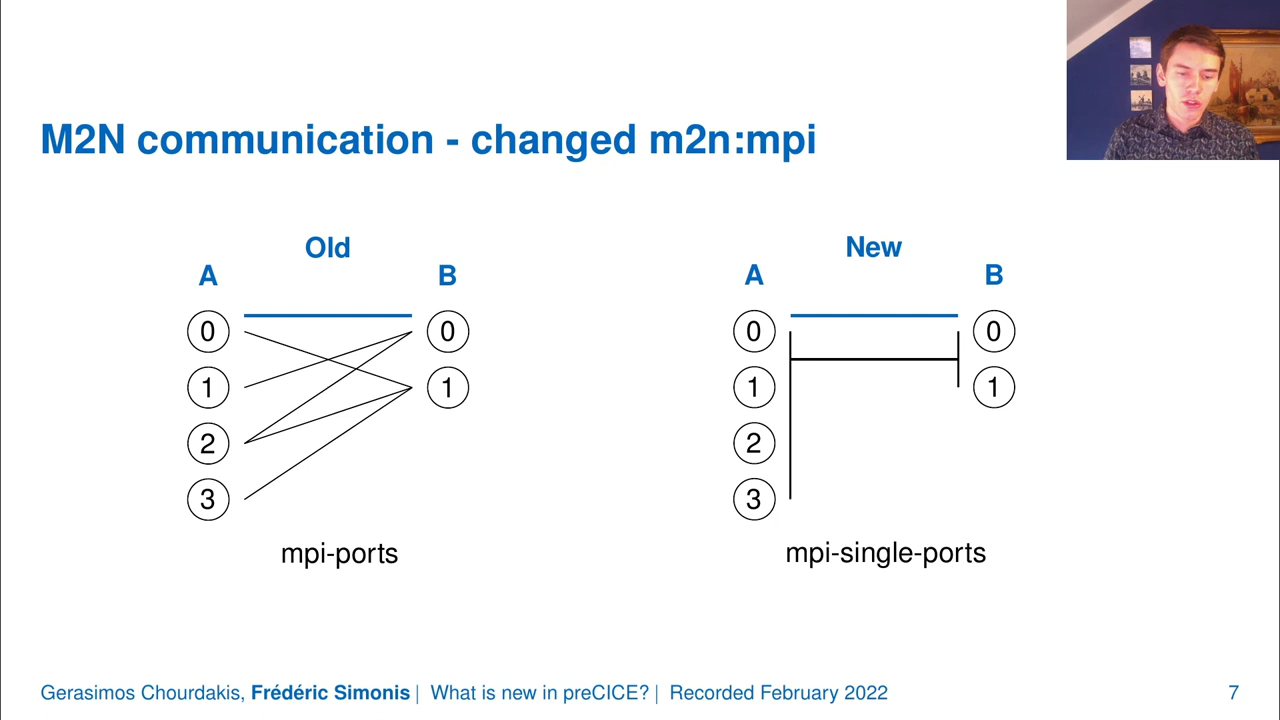 M2N communication - changed m2n:mpi
Old
A B
0 0
1 1
2
3
mpi-ports
New
A B
0 0
1 1
2
3
mpi-single-ports
Gerasimos Chourdakis, Frédéric Simonis | What is new in preCICE? | Recorded February 2022 7